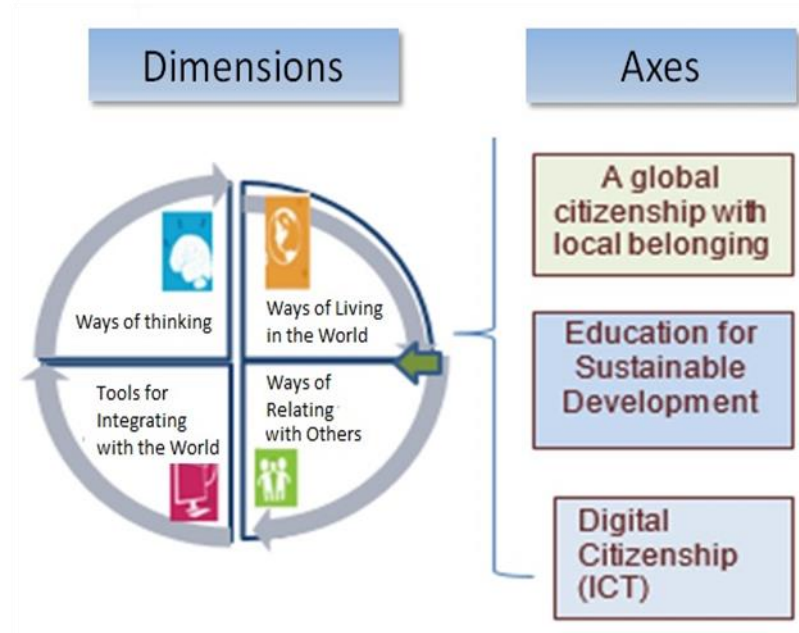 Dimensions
Axes
Ways of thinking
Ways of Living
in the World
Tools for
Integrating
with the World
Ways of
Relating
with Others
A global
citizenship with
local belonging
Education for
Sustainable
Development
Digital
Citizenship
(ICT)